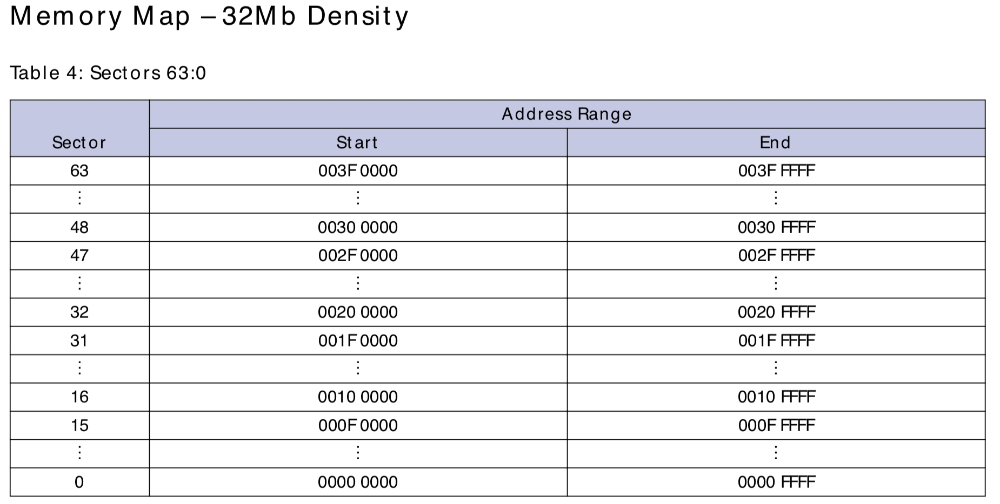 Memory Map – 32Mb Density
Table 4: Sectors 63:0
Address Range
Sector Start End
63 003F 0000 003F FFFF
⋮ ⋮ ⋮
48 0030 0000 0030 FFFF
47 002F 0000 002F FFFF
⋮ ⋮ ⋮
32 0020 0000 0020 FFFF
31 001F 0000 001F FFFF
⋮ ⋮ ⋮
16 0010 0000 0010 FFFF
15 000F 0000 000F FFFF
⋮ ⋮ ⋮
0 0000 0000 0000 FFFF